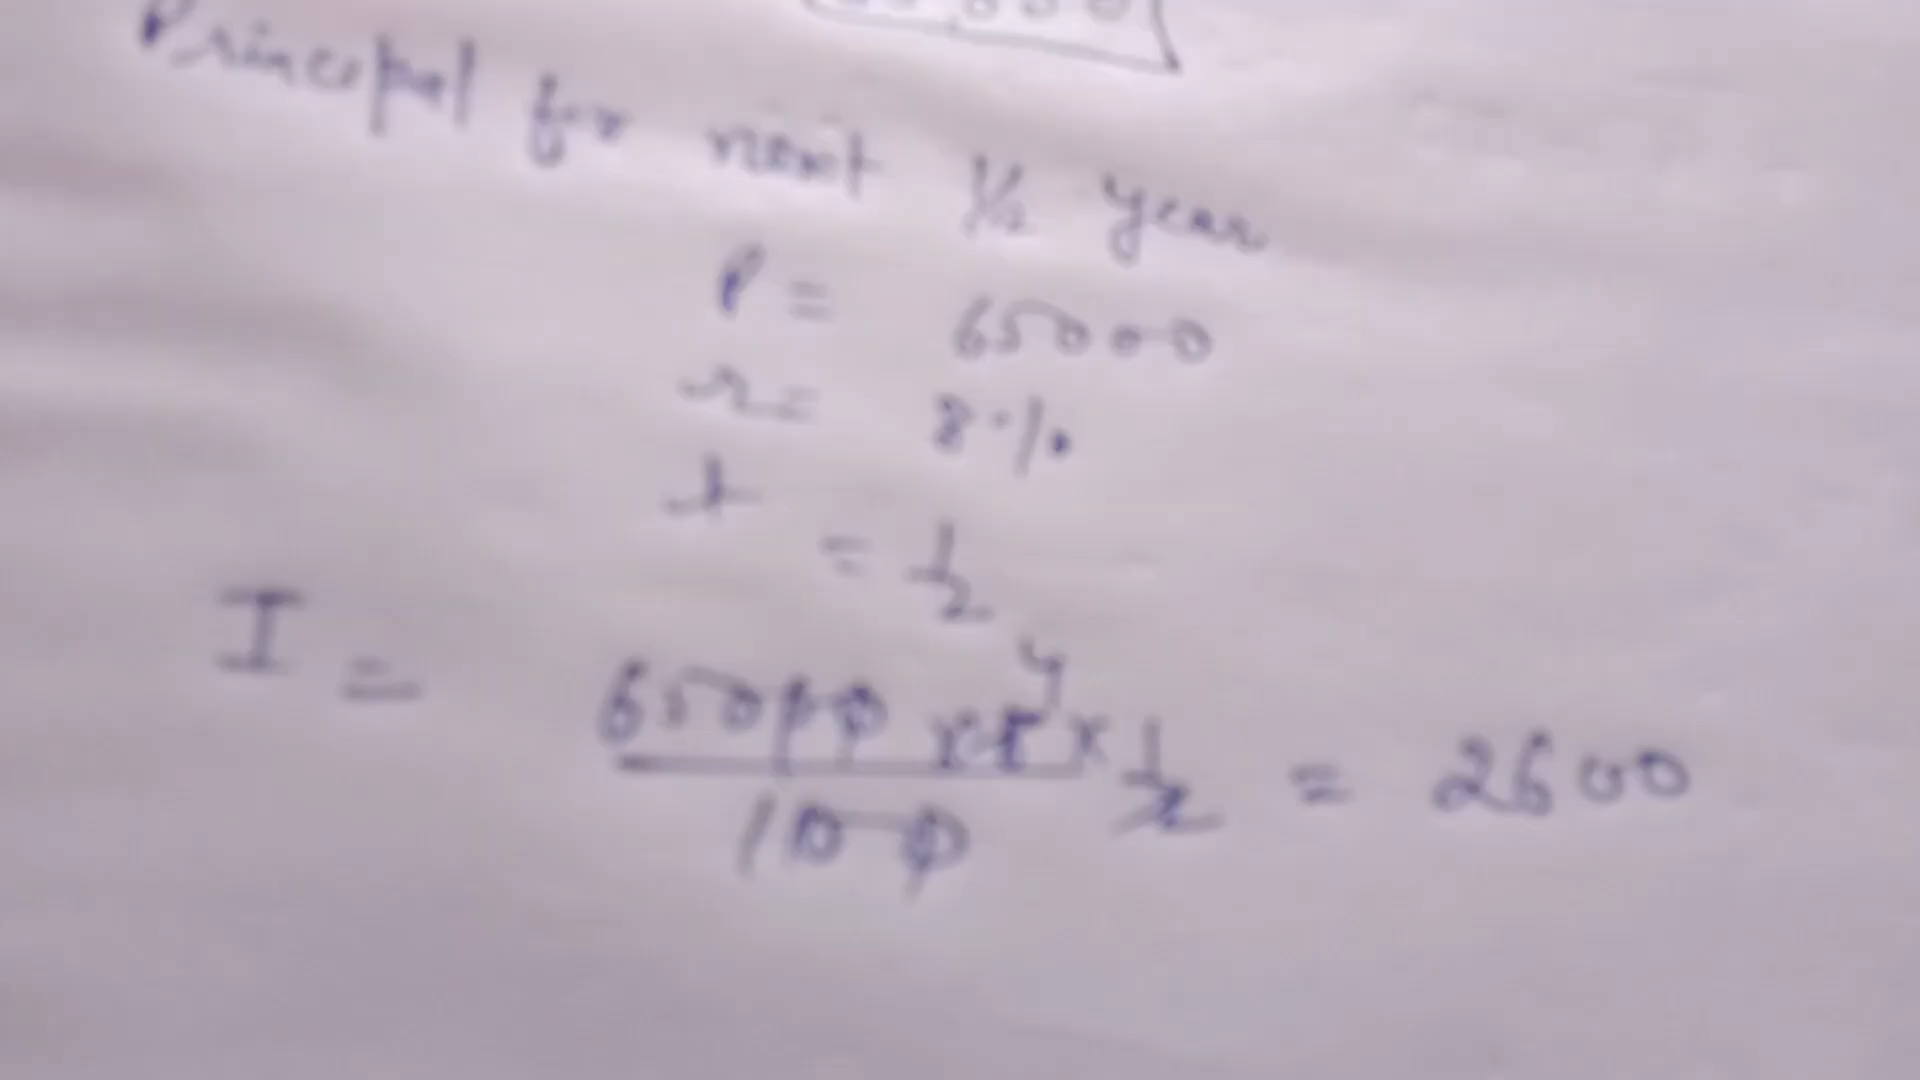 Principal for next 1/2 year
P = 65000
r = 8%
t = 1/2
I = 65000 x 8 4 x 1/2 = 2600
100